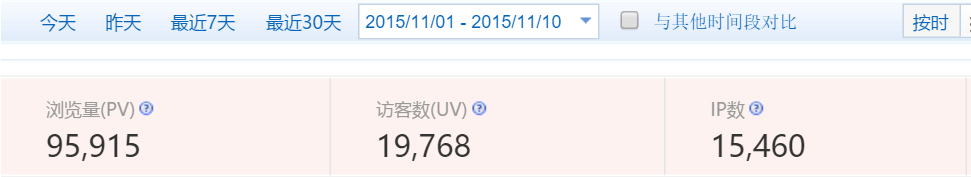 今天 昨天 最近7天 最近30天 2015/11/01 - 2015/11/10 与其他时间段对比 按时
浏览量(PV) 访客数(UV) IP数
95,915 19,768 15,460